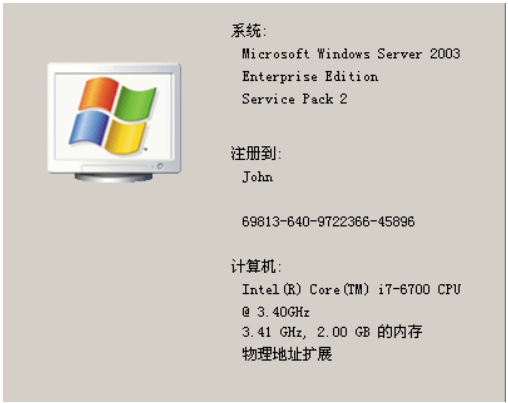 系统:
Microsoft Windows Server 2003
Enterprise Edition
Service Pack 2
注册到:
John
69813-640-9722366-45896
计算机:
Intel(R) Core(TM) i7-6700 CPU
@ 3.40GHz
3.41 GHz, 2.00 GB 的内存
物理地址扩展